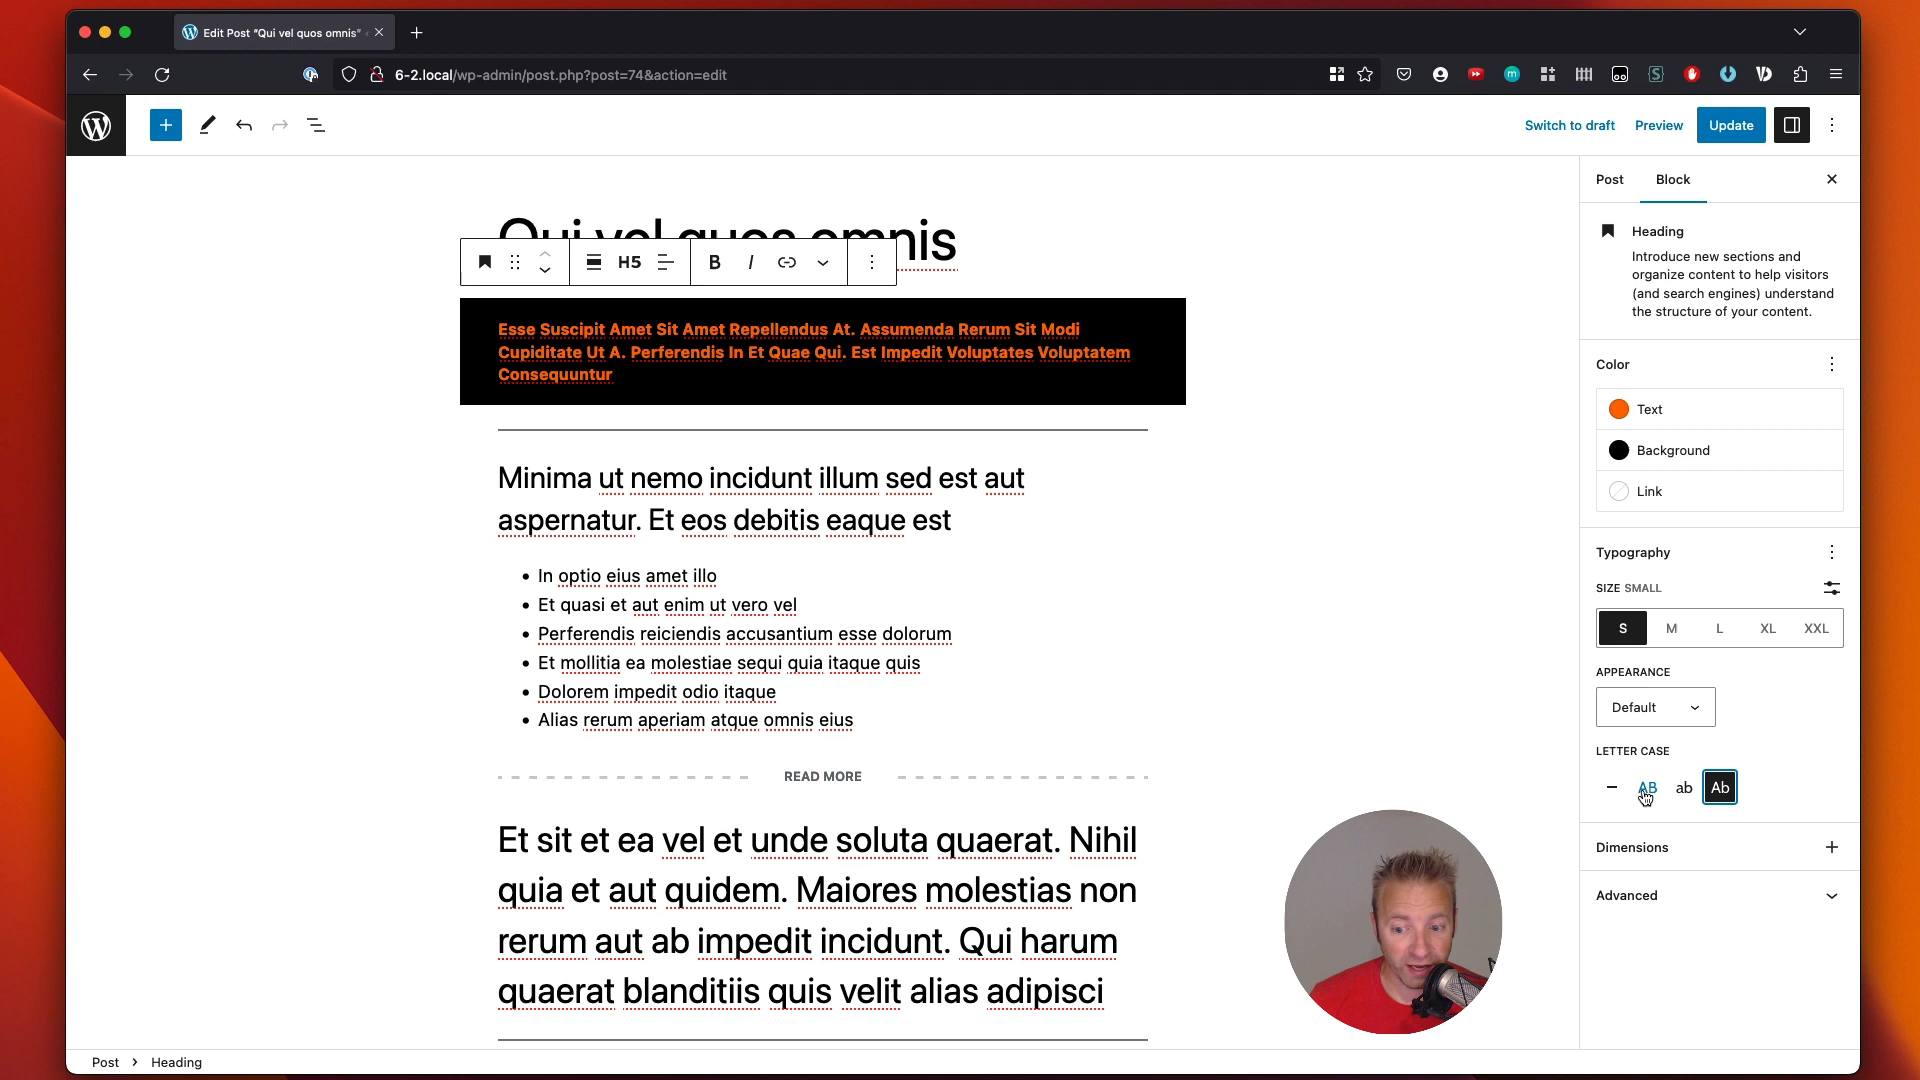 Edit Post “Qui vel quos omnis”
6-2.local/wp-admin/post.php?post=74&action=edit
Switch to draft
Preview
Update
Qui vel quos omnis
H5
B
I
Esse Suscipit Amet Sit Amet Repellendus At. Assumenda Rerum Sit Modi
Cupiditate Ut A. Perferendis In Et Quae Qui. Est Impedit Voluptates Voluptatem
Consequuntur
Minima ut nemo incidunt illum sed est aut
aspernatur. Et eos debitis eaque est
• In optio eius amet illo
• Et quasi et aut enim ut vero vel
• Perferendis reiciendis accusantium esse dolorum
• Et mollitia ea molestiae sequi quia itaque quis
• Dolorem impedit odio itaque
• Alias rerum aperiam atque omnis eius
READ MORE
Et sit et ea vel et unde soluta quaerat. Nihil
quia et aut quidem. Maiores molestias non
rerum aut ab impedit incidunt. Qui harum
quaerat blanditiis quis velit alias adipisci
Post
Block
Heading
Introduce new sections and
organize content to help visitors
(and search engines) understand
the structure of your content.
Color
Text
Background
Link
Typography
SIZE SMALL
S M L XL XXL
APPEARANCE
Default
LETTER CASE
AB ab Ab
Dimensions
Advanced
Post › Heading